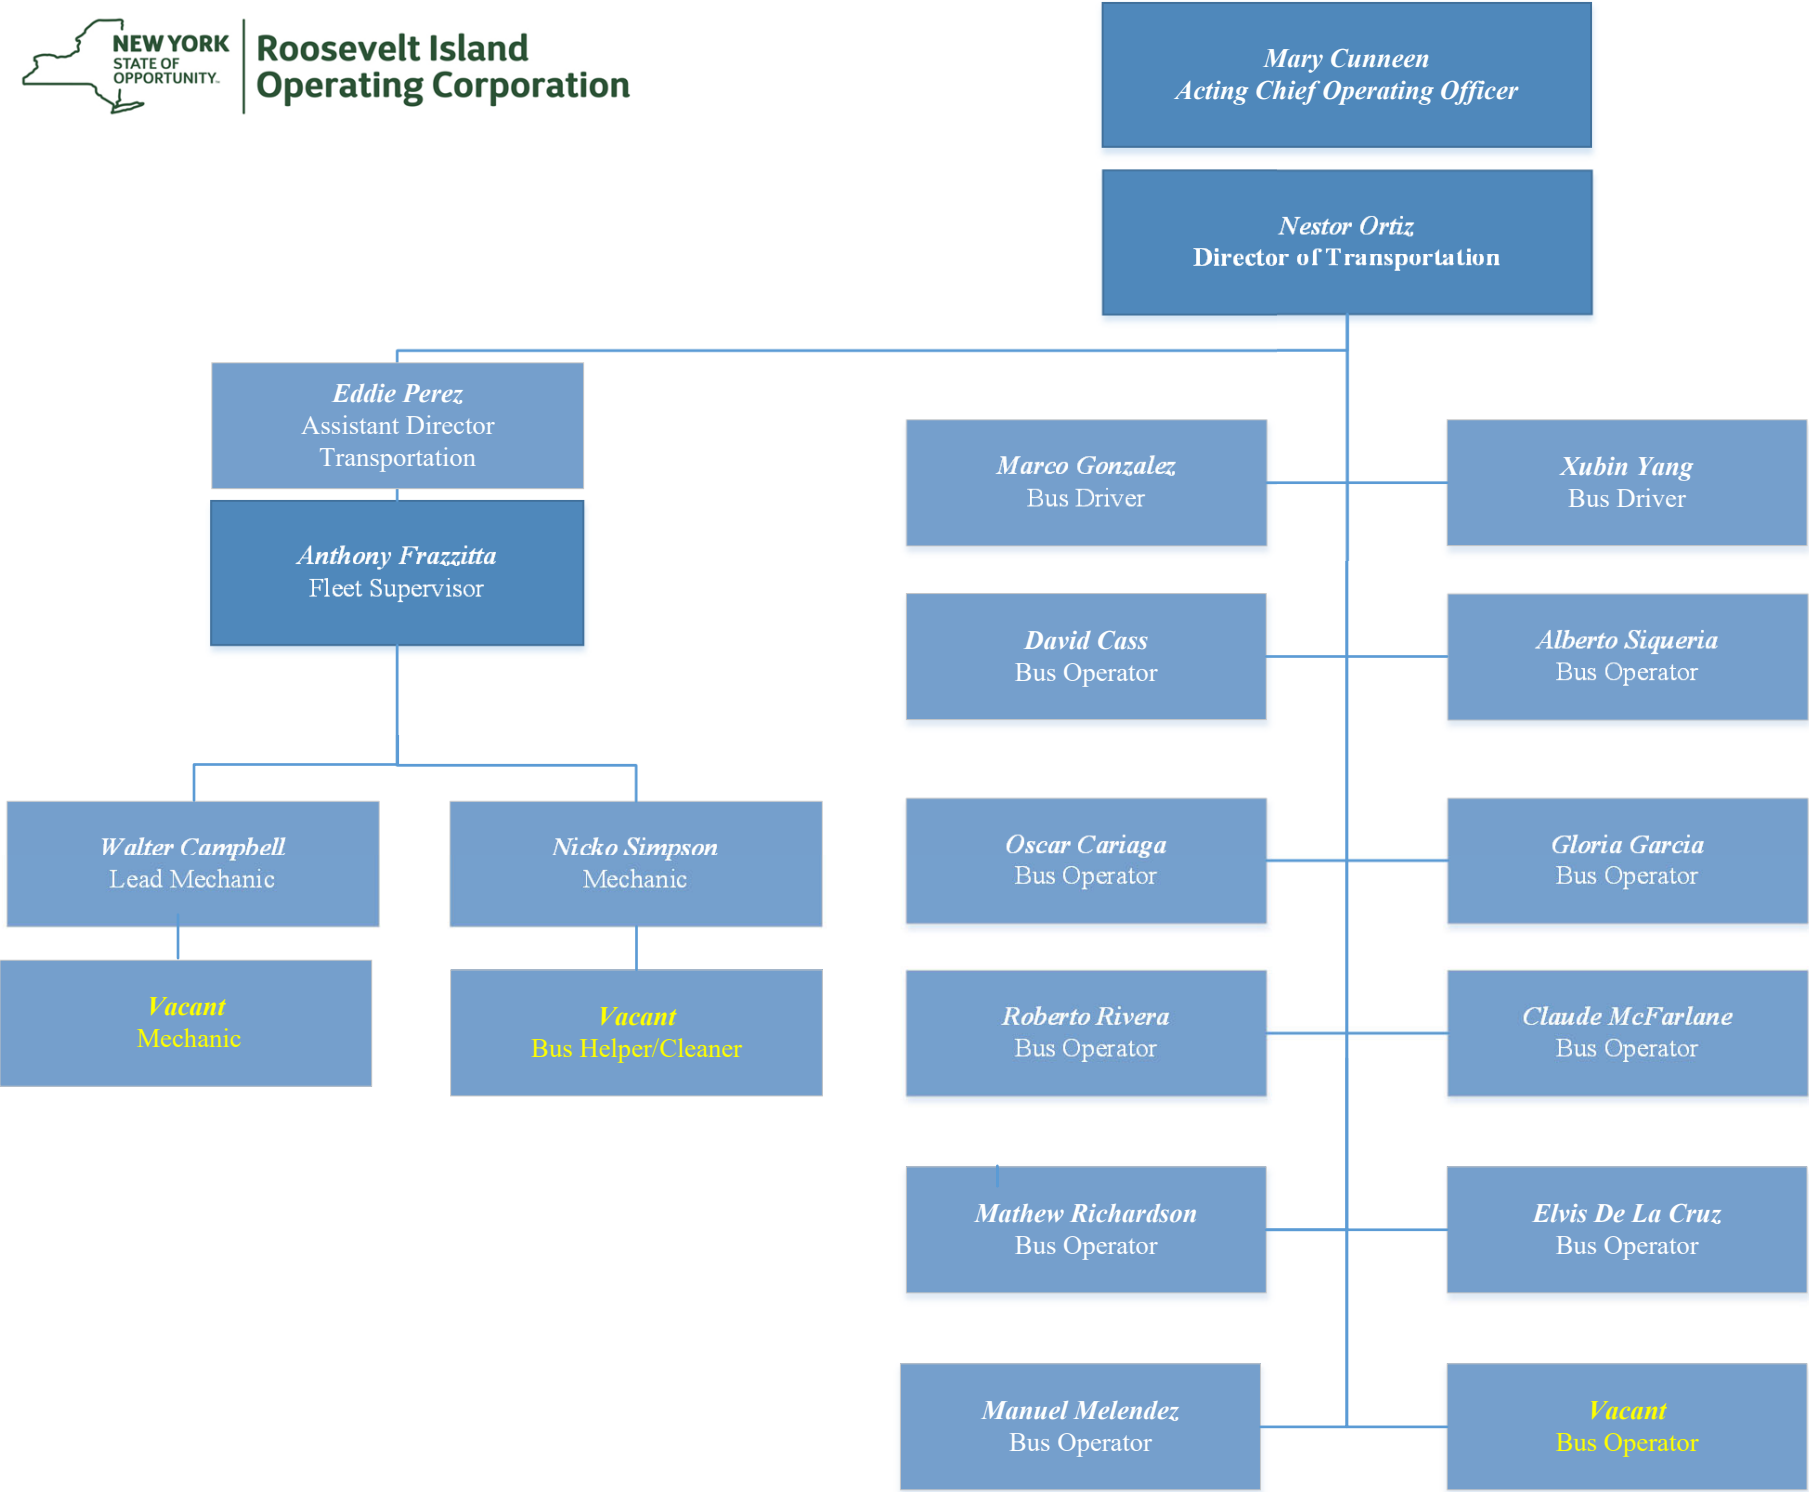 NEW YORK
STATE OF
OPPORTUNITY™
Roosevelt Island
Operating Corporation
Mary Cunneen
Acting Chief Operating Officer
Nestor Ortiz
Director of Transportation
Eddie Perez
Assistant Director
Transportation
Anthony Frazzitta
Fleet Supervisor
Walter Campbell
Lead Mechanic
Nicko Simpson
Mechanic
Vacant
Mechanic
Vacant
Bus Helper/Cleaner
Marco Gonzalez
Bus Driver
Xubin Yang
Bus Driver
David Cass
Bus Operator
Alberto Siqueria
Bus Operator
Oscar Cariaga
Bus Operator
Gloria Garcia
Bus Operator
Roberto Rivera
Bus Operator
Claude McFarlane
Bus Operator
Mathew Richardson
Bus Operator
Elvis De La Cruz
Bus Operator
Manuel Melendez
Bus Operator
Vacant
Bus Operator